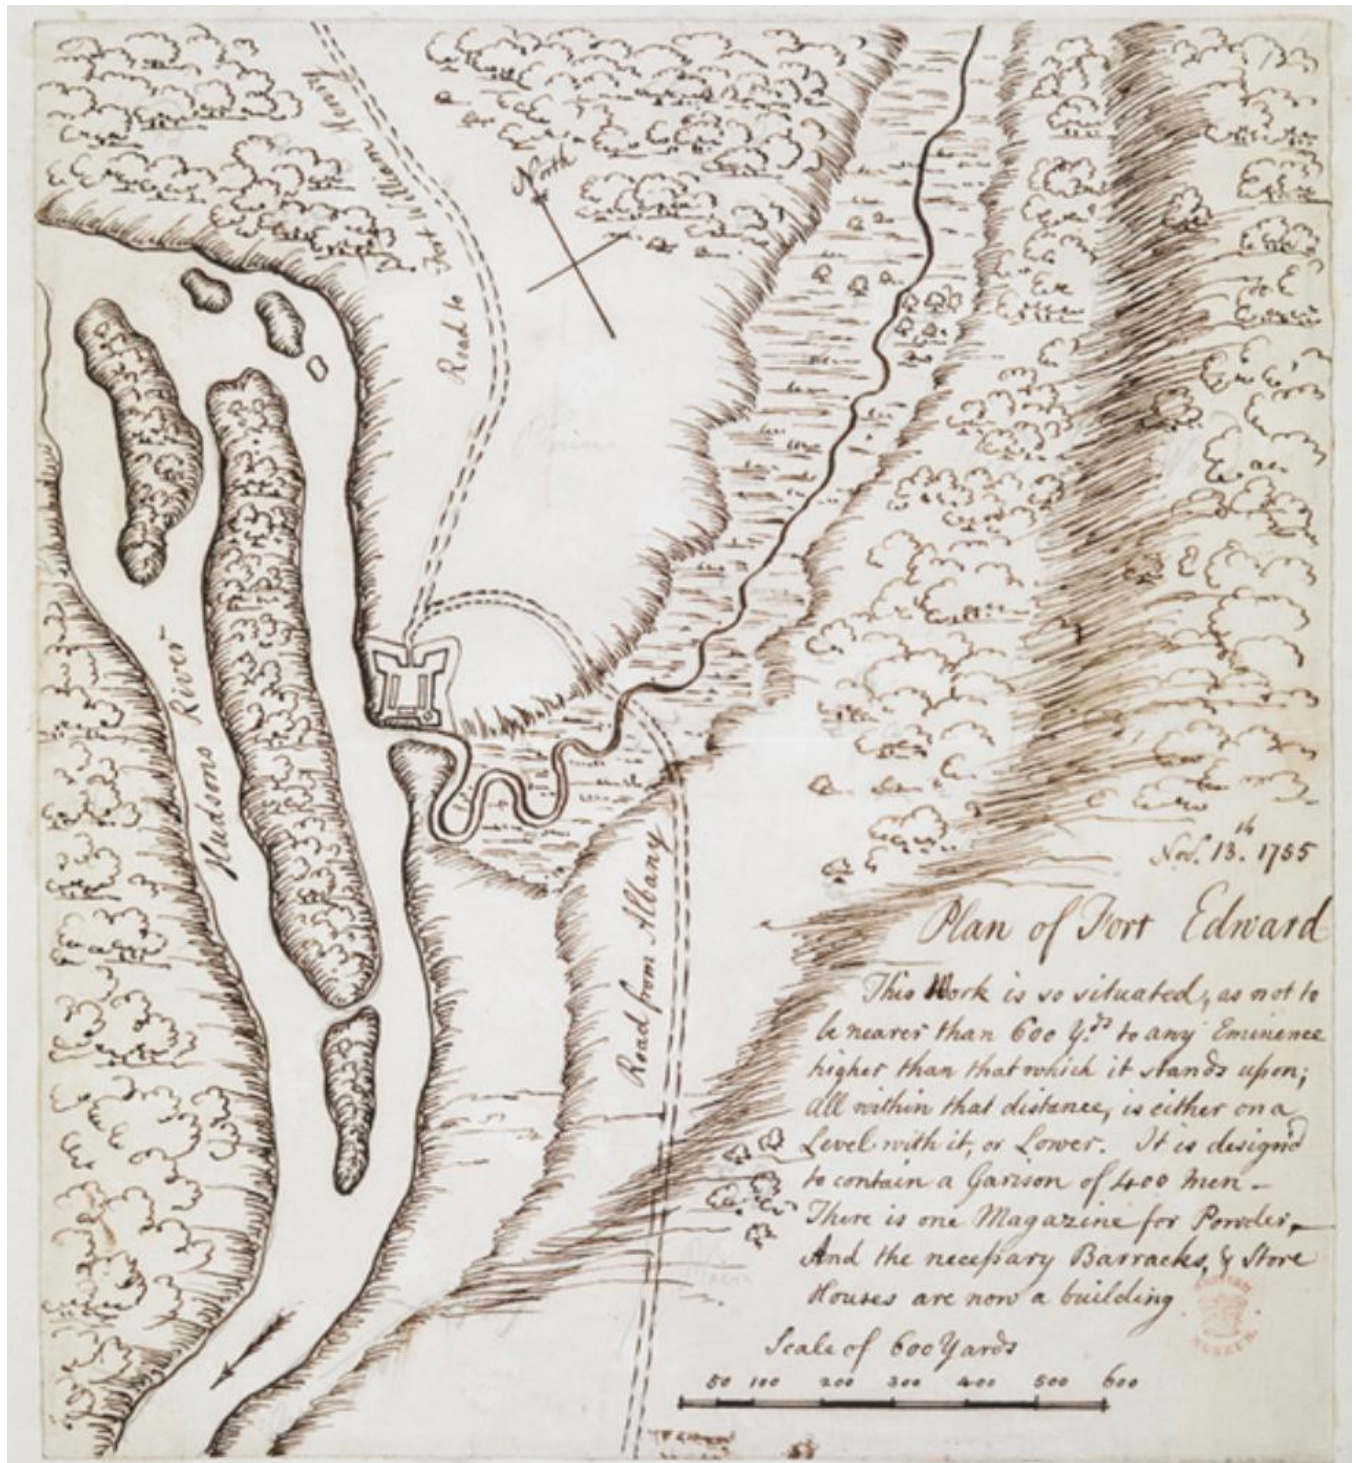 Road to Fort William Henry
North
Hudsons River
Road from Albany
Nov. 13.th 1755
Plan of Fort Edward
This Work is so situated, as not to
be nearer than 600 Y.ds to any Eminence
higher than that which it stands upon;
all within that distance, is either on a
Level with it, or Lower. It is design'd
to contain a Garison of 400 Men -
There is one Magazine for Powder,
And the necessary Barracks, & Store
Houses are now a building
Scale of 600 Yards
50 100 200 300 400 500 600